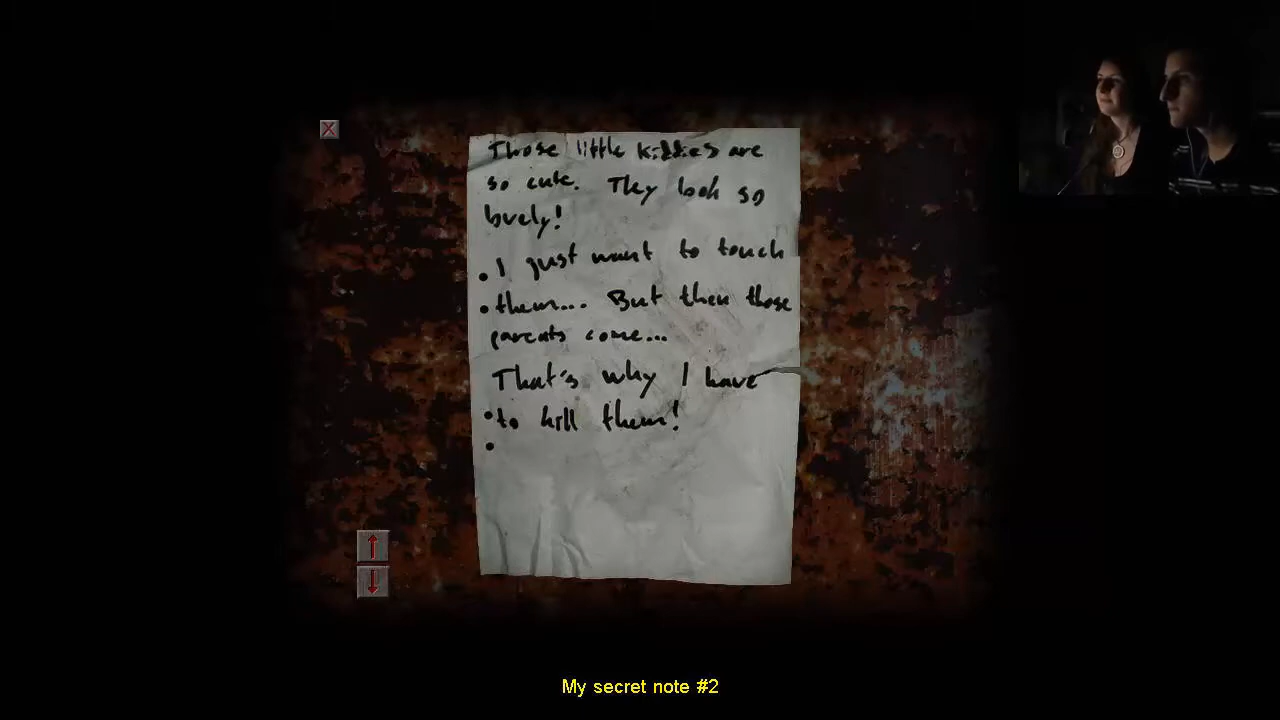 Those little kiddies are
so cute. They look so
lovely!
I just want to touch
them... But then those
parents come...
That's why I have
to kill them!
My secret note #2